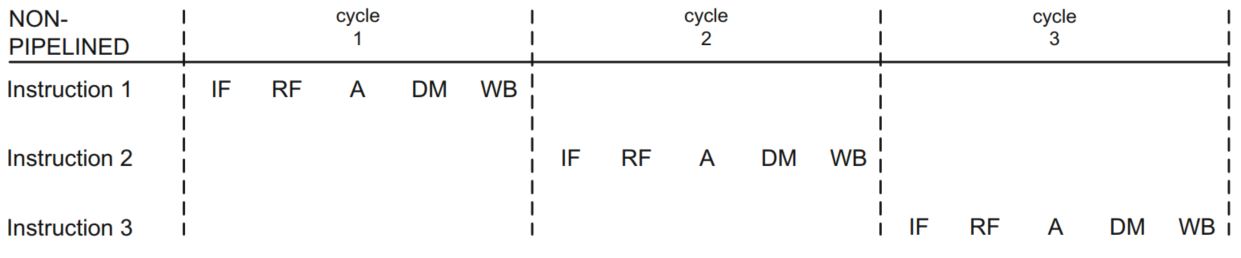 NON-
PIPELINED
cycle
1
cycle
2
cycle
3
Instruction 1 IF RF A DM WB
Instruction 2 IF RF A DM WB
Instruction 3 IF RF A DM WB